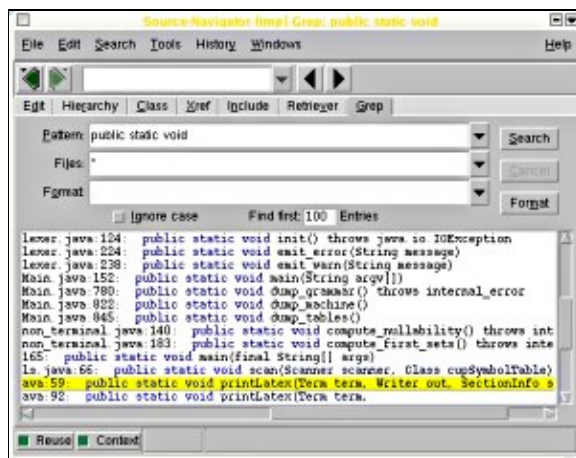 Source-Navigator [ime] Grep: public static void
File Edit Search Tools History Windows Help
Edit Hierarchy Class Xref Include Retriever Grep
Pattern: public static void
Search
Files: *
Cancel
Format
Format
Ignore case Find first: 100 Entries
lexer.java:124: public static void init() throws java.io.IOException
lexer.java:224: public static void emit_error(String message)
lexer.java:238: public static void emit_warn(String message)
Main.java:152: public static void main(String argv[])
Main.java:780: public static void dump_grammar() throws internal_error
Main.java:822: public static void dump_machine()
Main.java:845: public static void dump_tables()
non_terminal.java:140: public static void compute_nullability() throws int
non_terminal.java:183: public static void compute_first_sets() throws inte
165: public static void main(final String[] args)
ls.java:66: public static void scan(Scanner scanner, Class cupSymbolTable)
ava:59: public static void printLatex(Term term, Writer out, SectionInfo s
ava:92: public static void printLatex(Term term,
Reuse Context